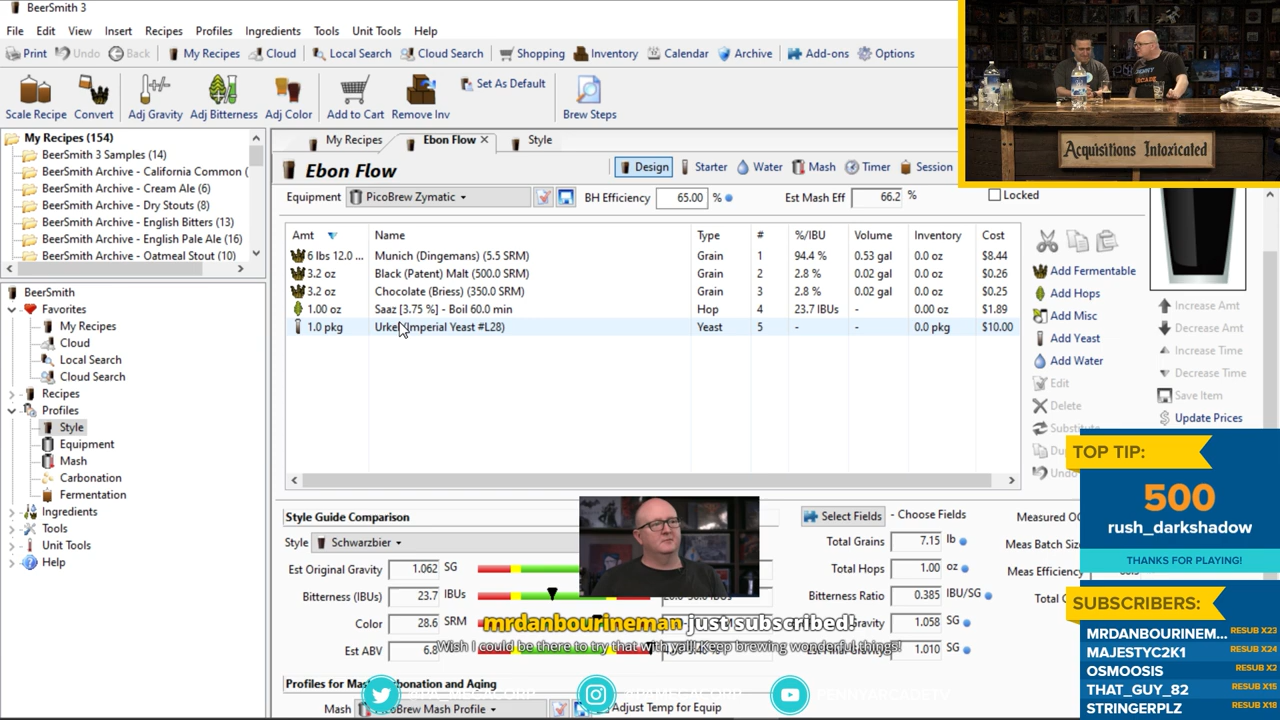 BeerSmith 3
File Edit View Insert Recipes Profiles Ingredients Tools Unit Tools Help
Print Undo Back My Recipes Cloud Local Search Cloud Search Shopping Inventory Calendar Archive Add-ons Options
Scale Recipe Convert Adj Gravity Adj Bitterness Adj Color Add to Cart Remove Inv Set As Default Brew Steps
Acquisitions Intoxicated
My Recipes (154)
BeerSmith 3 Samples (14)
BeerSmith Archive - California Common (
BeerSmith Archive - Cream Ale (6)
BeerSmith Archive - Dry Stouts (8)
BeerSmith Archive - English Bitters (13)
BeerSmith Archive - English Pale Ale (16)
BeerSmith Archive - Oatmeal Stout (10)
BeerSmith
Favorites
My Recipes
Cloud
Local Search
Cloud Search
Recipes
Profiles
Style
Equipment
Mash
Carbonation
Fermentation
Ingredients
Tools
Unit Tools
Help
My Recipes Ebon Flow Style
Ebon Flow Design Starter Water Mash Timer Session
Equipment PicoBrew Zymatic BH Efficiency 65.00 % Est Mash Eff 66.2 % Locked
Amt Name Type # %/IBU Volume Inventory Cost
6 lbs 12.0 ... Munich (Dingemans) (5.5 SRM) Grain 1 94.4 % 0.53 gal 0.0 oz $8.44
3.2 oz Black (Patent) Malt (500.0 SRM) Grain 2 2.8 % 0.02 gal 0.0 oz $0.26
3.2 oz Chocolate (Briess) (350.0 SRM) Grain 3 2.8 % 0.02 gal 0.0 oz $0.25
1.00 oz Saaz [3.75 %] - Boil 60.0 min Hop 4 23.7 IBUs - 0.00 oz $1.89
1.0 pkg Urkel (Imperial Yeast #L28) Yeast 5 - - 0.0 pkg $10.00
Add Fermentable
Add Hops
Add Misc
Add Yeast
Add Water
Edit
Delete
Increase Amt
Decrease Amt
Increase Time
Decrease Time
Save Item
Update Prices
Style Guide Comparison
Style Schwarzbier
Est Original Gravity 1.062 SG
Bitterness (IBUs) 23.7 IBUs
Color 28.6 SRM
Est ABV 6.8
Select Fields - Choose Fields
Total Grains 7.15 lb
Total Hops 1.00 oz
Bitterness Ratio 0.385 IBU/SG
1.058 SG
1.010 SG
Meas Batch Siz
Meas Efficiency
mrdanbourineman just subscribed!
Wish I could be there to try that with yall! Keep brewing wonderful things!
Mash PicoBrew Mash Profile Adjust Temp for Equip
PENNYARCADETV
TOP TIP:
500
rush_darkshadow
THANKS FOR PLAYING!
SUBSCRIBERS:
MRDANBOURINEM... RESUB X23
MAJESTYC2K1 RESUB X24
OSMOOSIS RESUB X2
THAT_GUY_82 RESUB X15
STRINGERPLZ RESUB X18